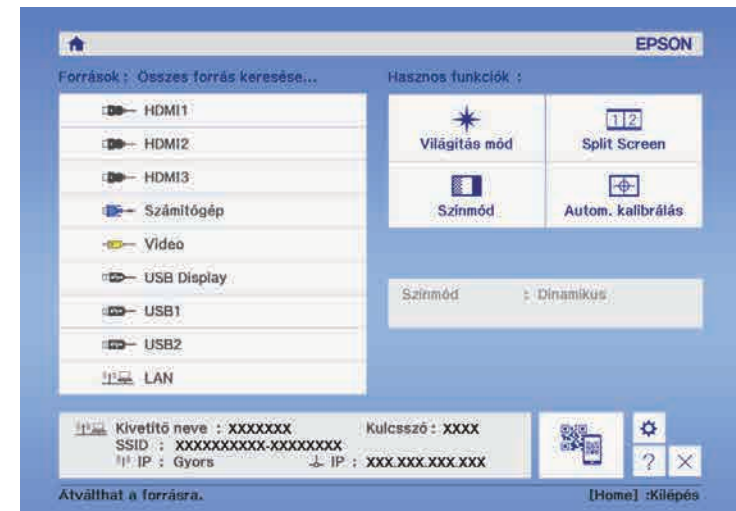 EPSON
Források : Összes forrás keresése...
HDMI1
HDMI2
HDMI3
Számítógép
Video
USB Display
USB1
USB2
LAN
Hasznos funkciók :
Világítás mód
1 2
Split Screen
Színmód
Autom. kalibrálás
Színmód : Dinamikus
Kivetítő neve : XXXXXXX Kulcsszó : XXXX
SSID : XXXXXXXXXX-XXXXXXXX
IP : Gyors IP : XXX.XXX.XXX.XXX
?
Átválthat a forrásra. [Home] :Kilépés